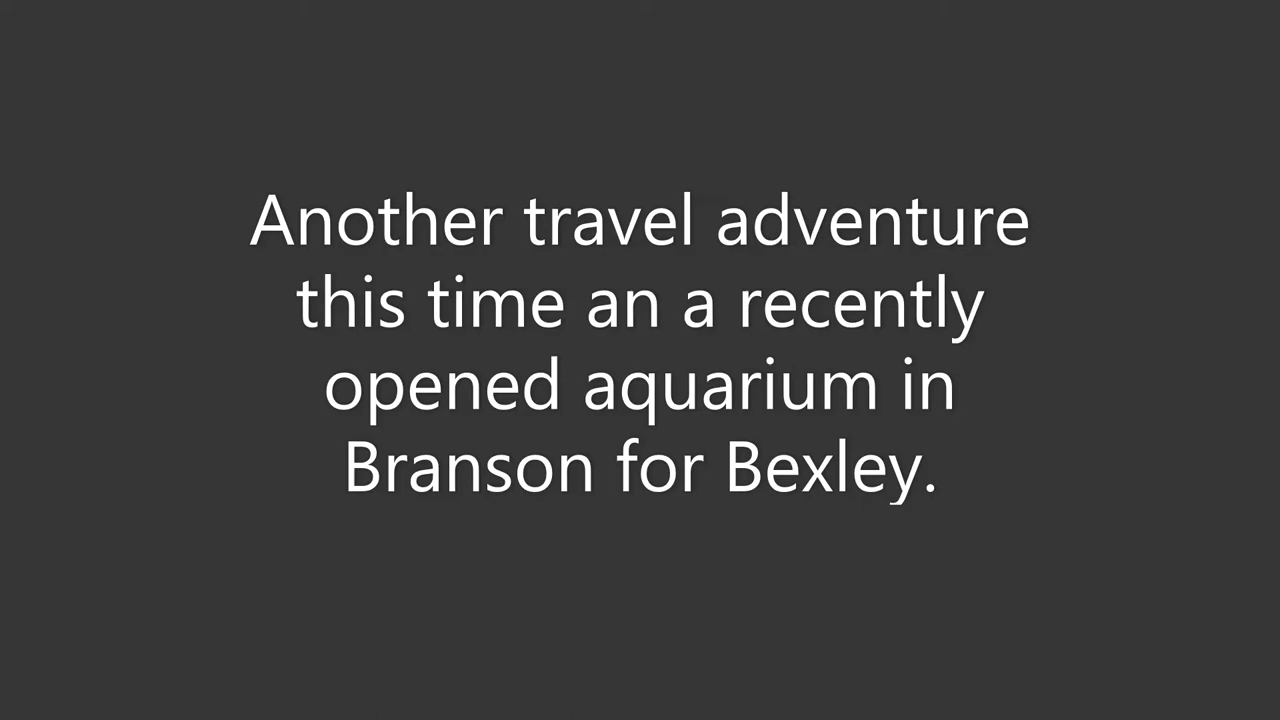 Another travel adventure
this time an a recently
opened aquarium in
Branson for Bexley.